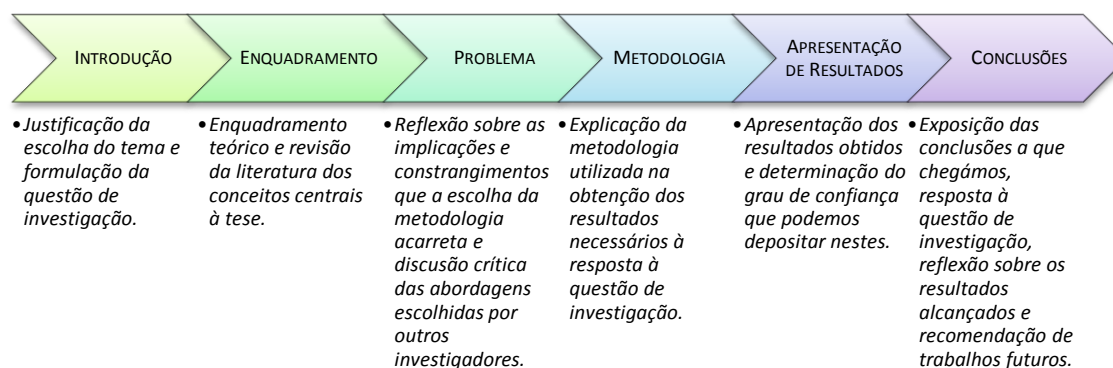 INTRODUÇÃO
ENQUADRAMENTO
PROBLEMA
METODOLOGIA
APRESENTAÇÃO
DE RESULTADOS
CONCLUSÕES
•Justificação da
escolha do tema e
formulação da
questão de
investigação.
•Enquadramento
teórico e revisão
da literatura dos
conceitos centrais
à tese.
•Reflexão sobre as
implicações e
constrangimentos
que a escolha da
metodologia
acarreta e
discussão crítica
das abordagens
escolhidas por
outros
investigadores.
•Explicação da
metodologia
utilizada na
obtenção dos
resultados
necessários à
resposta à
questão de
investigação.
•Apresentação dos
resultados obtidos
e determinação do
grau de confiança
que podemos
depositar nestes.
•Exposição das
conclusões a que
chegámos,
resposta à
questão de
investigação,
reflexão sobre os
resultados
alcançados e
recomendação de
trabalhos futuros.